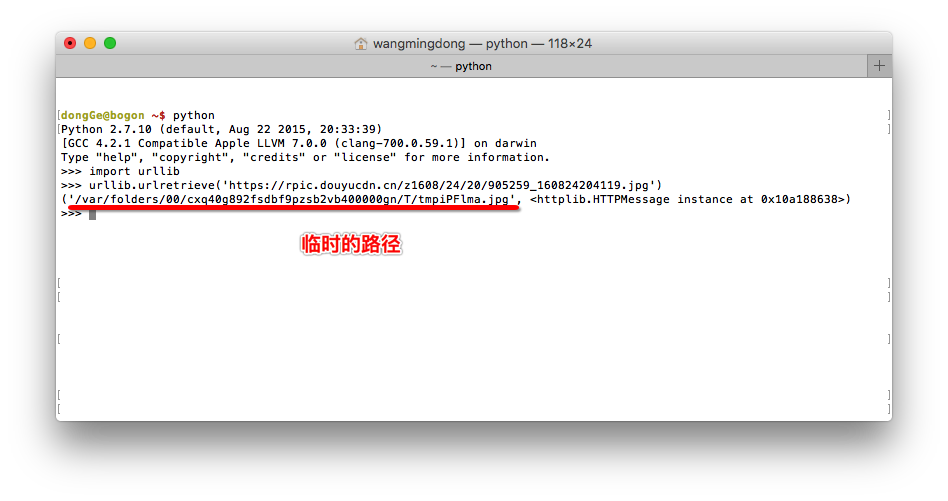 wangmingdong — python — 118×24
~ — python
dongGe@bogon ~$ python
Python 2.7.10 (default, Aug 22 2015, 20:33:39)
[GCC 4.2.1 Compatible Apple LLVM 7.0.0 (clang-700.0.59.1)] on darwin
Type "help", "copyright", "credits" or "license" for more information.
>>> import urllib
>>> urllib.urlretrieve('https://rpic.douyucdn.cn/z1608/24/20/905259_160824204119.jpg')
('/var/folders/00/cxq40g892fsdbf9pzsb2vb400000gn/T/tmpiPFlma.jpg', <httplib.HTTPMessage instance at 0x10a188638>)
>>>
临时的路径